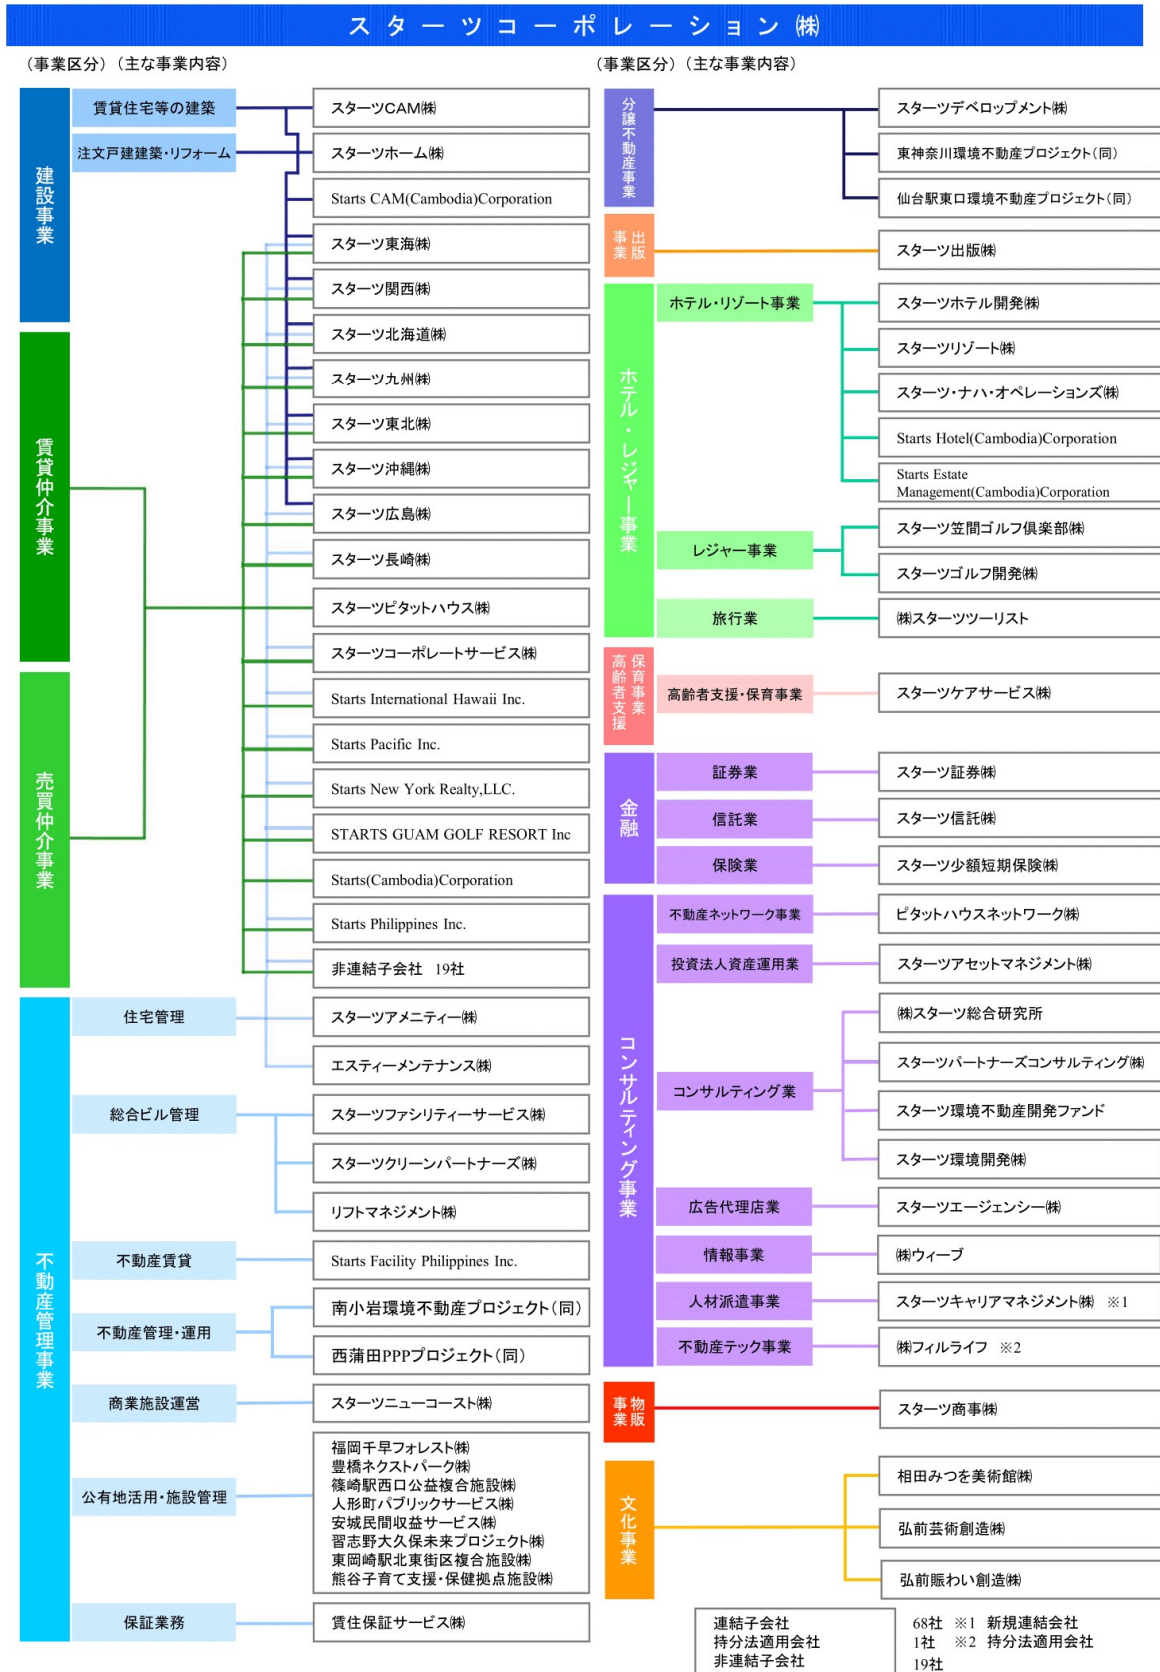 スターツコーポレーション㈱
（事業区分）（主な事業内容）
建設事業
賃貸住宅等の建築
注文戸建建築・リフォーム
スターツCAM㈱
スターツホーム㈱
Starts CAM(Cambodia)Corporation
スターツ東海㈱
スターツ関西㈱
スターツ北海道㈱
スターツ九州㈱
スターツ東北㈱
スターツ沖縄㈱
スターツ広島㈱
スターツ長崎㈱
賃貸仲介事業
スターツピタットハウス㈱
スターツコーポレートサービス㈱
売買仲介事業
Starts International Hawaii Inc.
Starts Pacific Inc.
Starts New York Realty,LLC.
STARTS GUAM GOLF RESORT Inc
Starts(Cambodia)Corporation
Starts Philippines Inc.
非連結子会社 19社
不動産管理事業
住宅管理
スターツアメニティー㈱
エスティーメンテナンス㈱
総合ビル管理
スターツファシリティーサービス㈱
スターツクリーンパートナーズ㈱
リフトマネジメント㈱
不動産賃貸
Starts Facility Philippines Inc.
不動産管理・運用
南小岩環境不動産プロジェクト（同）
西蒲田PPPプロジェクト（同）
商業施設運営
スターツニューコースト㈱
公有地活用・施設管理
福岡千早フォレスト㈱
豊橋ネクストパーク㈱
篠崎駅西口公益複合施設㈱
人形町パブリックサービス㈱
安城民間収益サービス㈱
習志野大久保未来プロジェクト㈱
東岡崎駅北東街区複合施設㈱
熊谷子育て支援・保健拠点施設㈱
保証業務
賃住保証サービス㈱
（事業区分）（主な事業内容）
分譲不動産事業
スターツデベロップメント㈱
東神奈川環境不動産プロジェクト（同）
仙台駅東口環境不動産プロジェクト（同）
出版
事業
スターツ出版㈱
ホテル・レジャー事業
ホテル・リゾート事業
スターツホテル開発㈱
スターツリゾート㈱
スターツ・ナハ・オペレーションズ㈱
Starts Hotel(Cambodia)Corporation
Starts Estate
Management(Cambodia)Corporation
レジャー事業
スターツ笠間ゴルフ倶楽部㈱
スターツゴルフ開発㈱
旅行業
㈱スターツツーリスト
保育事業
高齢者支援
高齢者支援・保育事業
スターツケアサービス㈱
金融
証券業
スターツ証券㈱
信託業
スターツ信託㈱
保険業
スターツ少額短期保険㈱
コンサルティング事業
不動産ネットワーク事業
ピタットハウスネットワーク㈱
投資法人資産運用業
スターツアセットマネジメント㈱
コンサルティング業
㈱スターツ総合研究所
スターツパートナーズコンサルティング㈱
スターツ環境不動産開発ファンド
スターツ環境開発㈱
広告代理店業
スターツエージェンシー㈱
情報事業
㈱ウィーブ
人材派遣事業
スターツキャリアマネジメント㈱ ※1
不動産テック事業
㈱フィルライフ ※2
物販
事業
スターツ商事㈱
文化事業
相田みつを美術館㈱
弘前芸術創造㈱
弘前賑わい創造㈱
連結子会社 68社 ※1 新規連結会社
持分法適用会社 1社 ※2 持分法適用会社
非連結子会社 19社